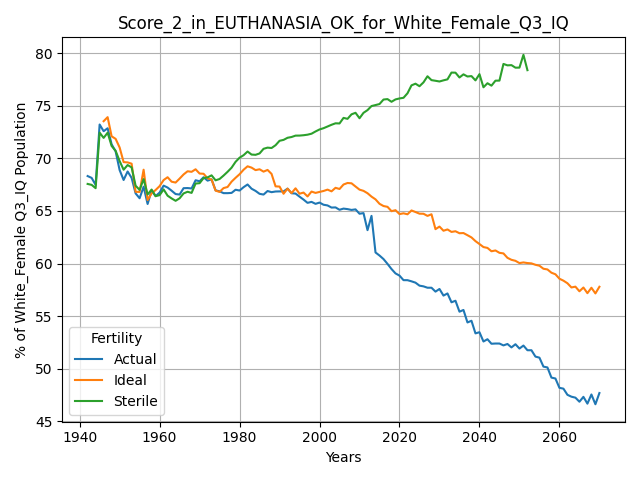 Score_2_in_EUTHANASIA_OK_for_White_Female_Q3_IQ
% of White_Female Q3_IQ Population
80
75
70
65
60
55
50
45
Fertility
Actual
Ideal
Sterile
1940 1960 1980 2000 2020 2040 2060
Years